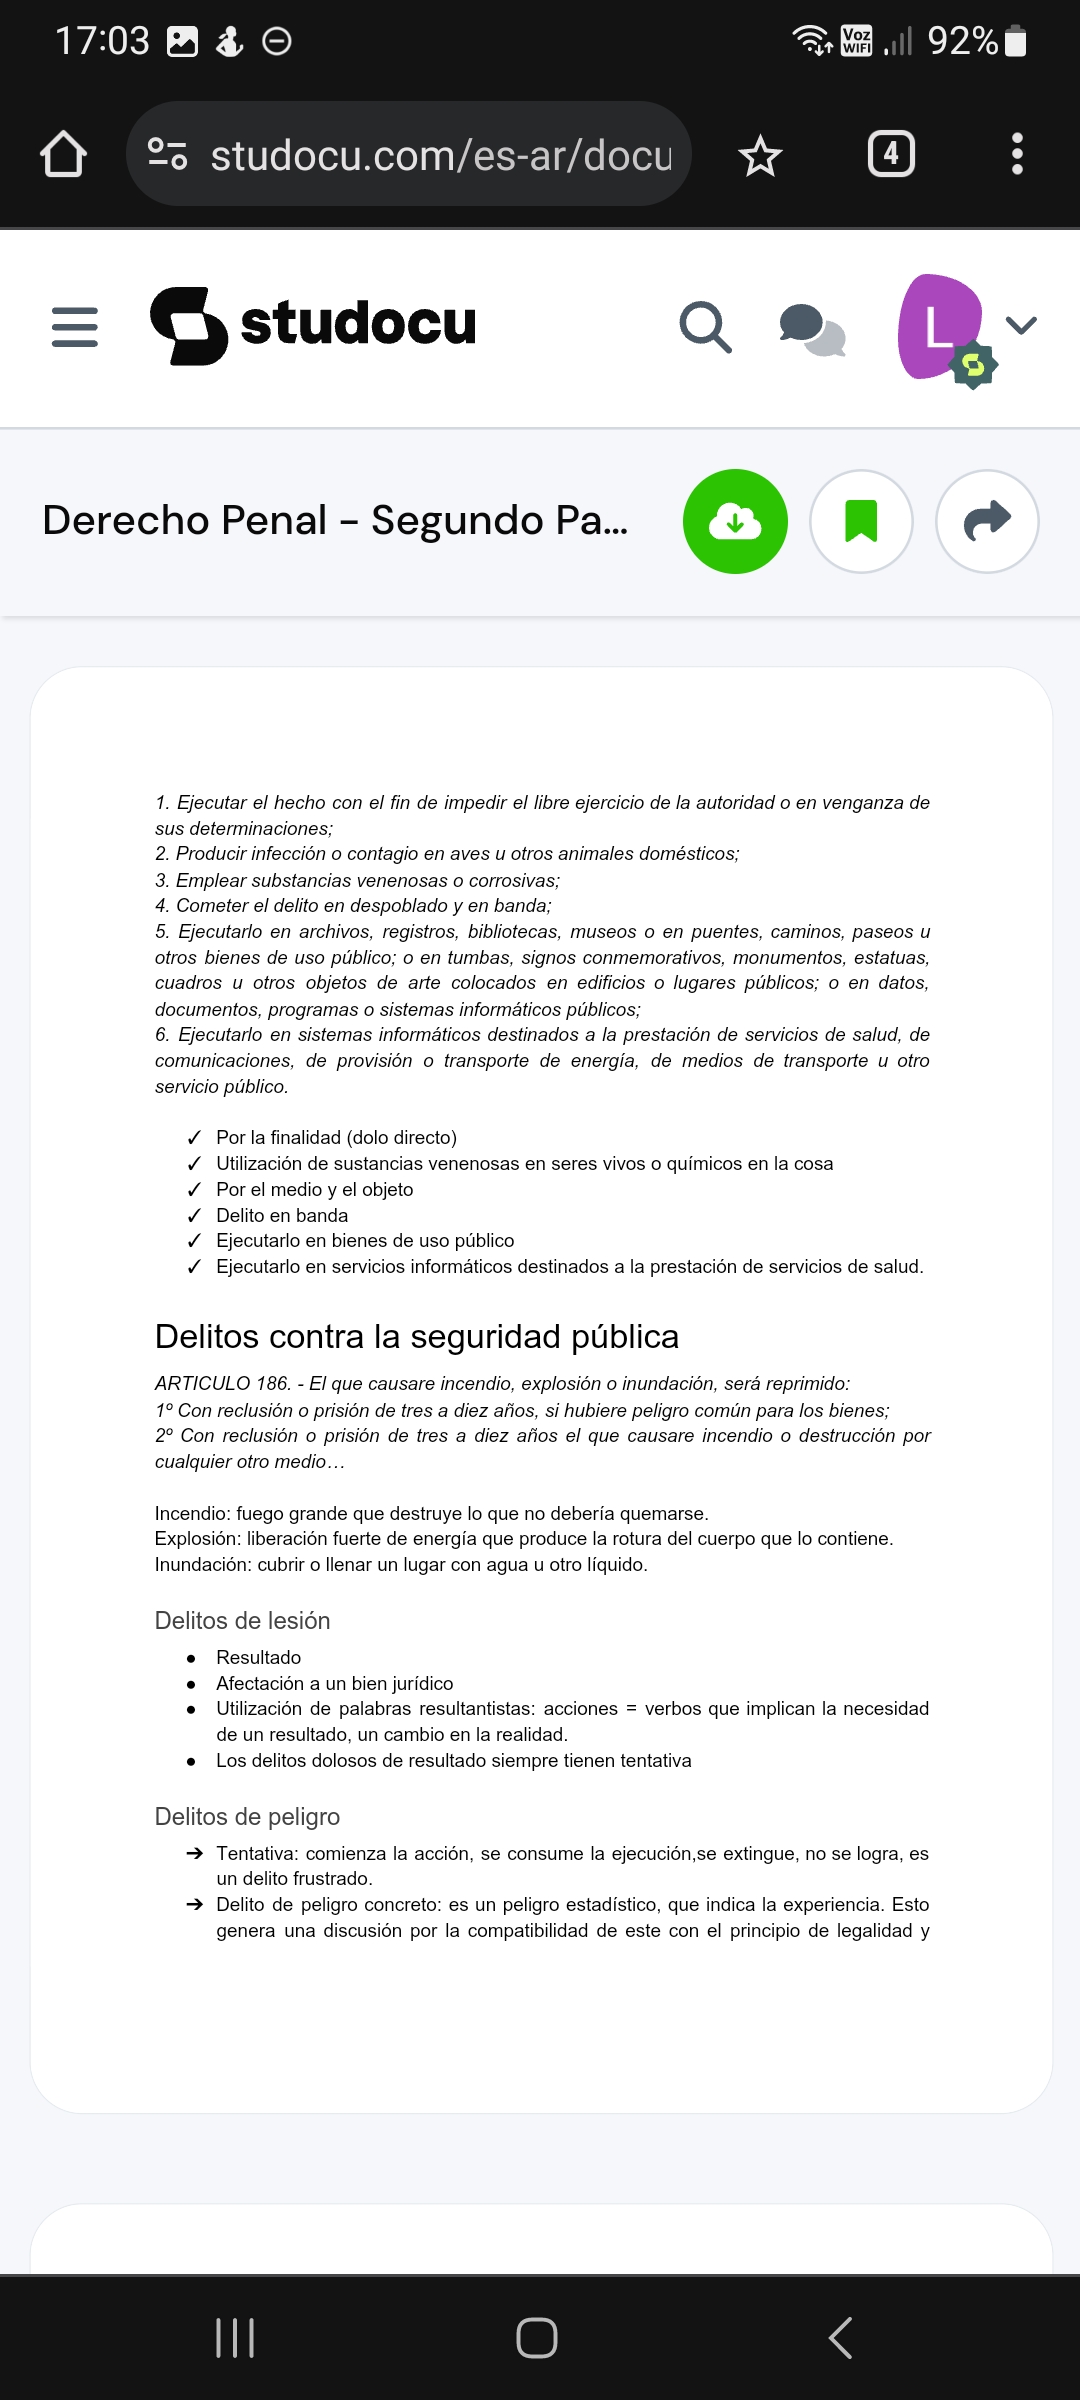 17:03
Voz
WIFI
92%
studocu.com/es-ar/docu
4
studocu
L
Derecho Penal - Segundo Pa...
1. Ejecutar el hecho con el fin de impedir el libre ejercicio de la autoridad o en venganza de
sus determinaciones;
2. Producir infección o contagio en aves u otros animales domésticos;
3. Emplear substancias venenosas o corrosivas;
4. Cometer el delito en despoblado y en banda;
5. Ejecutarlo en archivos, registros, bibliotecas, museos o en puentes, caminos, paseos u
otros bienes de uso público; o en tumbas, signos conmemorativos, monumentos, estatuas,
cuadros u otros objetos de arte colocados en edificios o lugares públicos; o en datos,
documentos, programas o sistemas informáticos públicos;
6. Ejecutarlo en sistemas informáticos destinados a la prestación de servicios de salud, de
comunicaciones, de provisión o transporte de energía, de medios de transporte u otro
servicio público.
✓ Por la finalidad (dolo directo)
✓ Utilización de sustancias venenosas en seres vivos o químicos en la cosa
✓ Por el medio y el objeto
✓ Delito en banda
✓ Ejecutarlo en bienes de uso público
✓ Ejecutarlo en servicios informáticos destinados a la prestación de servicios de salud.
Delitos contra la seguridad pública
ARTICULO 186. - El que causare incendio, explosión o inundación, será reprimido:
1º Con reclusión o prisión de tres a diez años, si hubiere peligro común para los bienes;
2º Con reclusión o prisión de tres a diez años el que causare incendio o destrucción por
cualquier otro medio…
Incendio: fuego grande que destruye lo que no debería quemarse.
Explosión: liberación fuerte de energía que produce la rotura del cuerpo que lo contiene.
Inundación: cubrir o llenar un lugar con agua u otro líquido.
Delitos de lesión
● Resultado
● Afectación a un bien jurídico
● Utilización de palabras resultantistas: acciones = verbos que implican la necesidad
de un resultado, un cambio en la realidad.
● Los delitos dolosos de resultado siempre tienen tentativa
Delitos de peligro
➔ Tentativa: comienza la acción, se consume la ejecución,se extingue, no se logra, es
un delito frustrado.
➔ Delito de peligro concreto: es un peligro estadístico, que indica la experiencia. Esto
genera una discusión por la compatibilidad de este con el principio de legalidad y